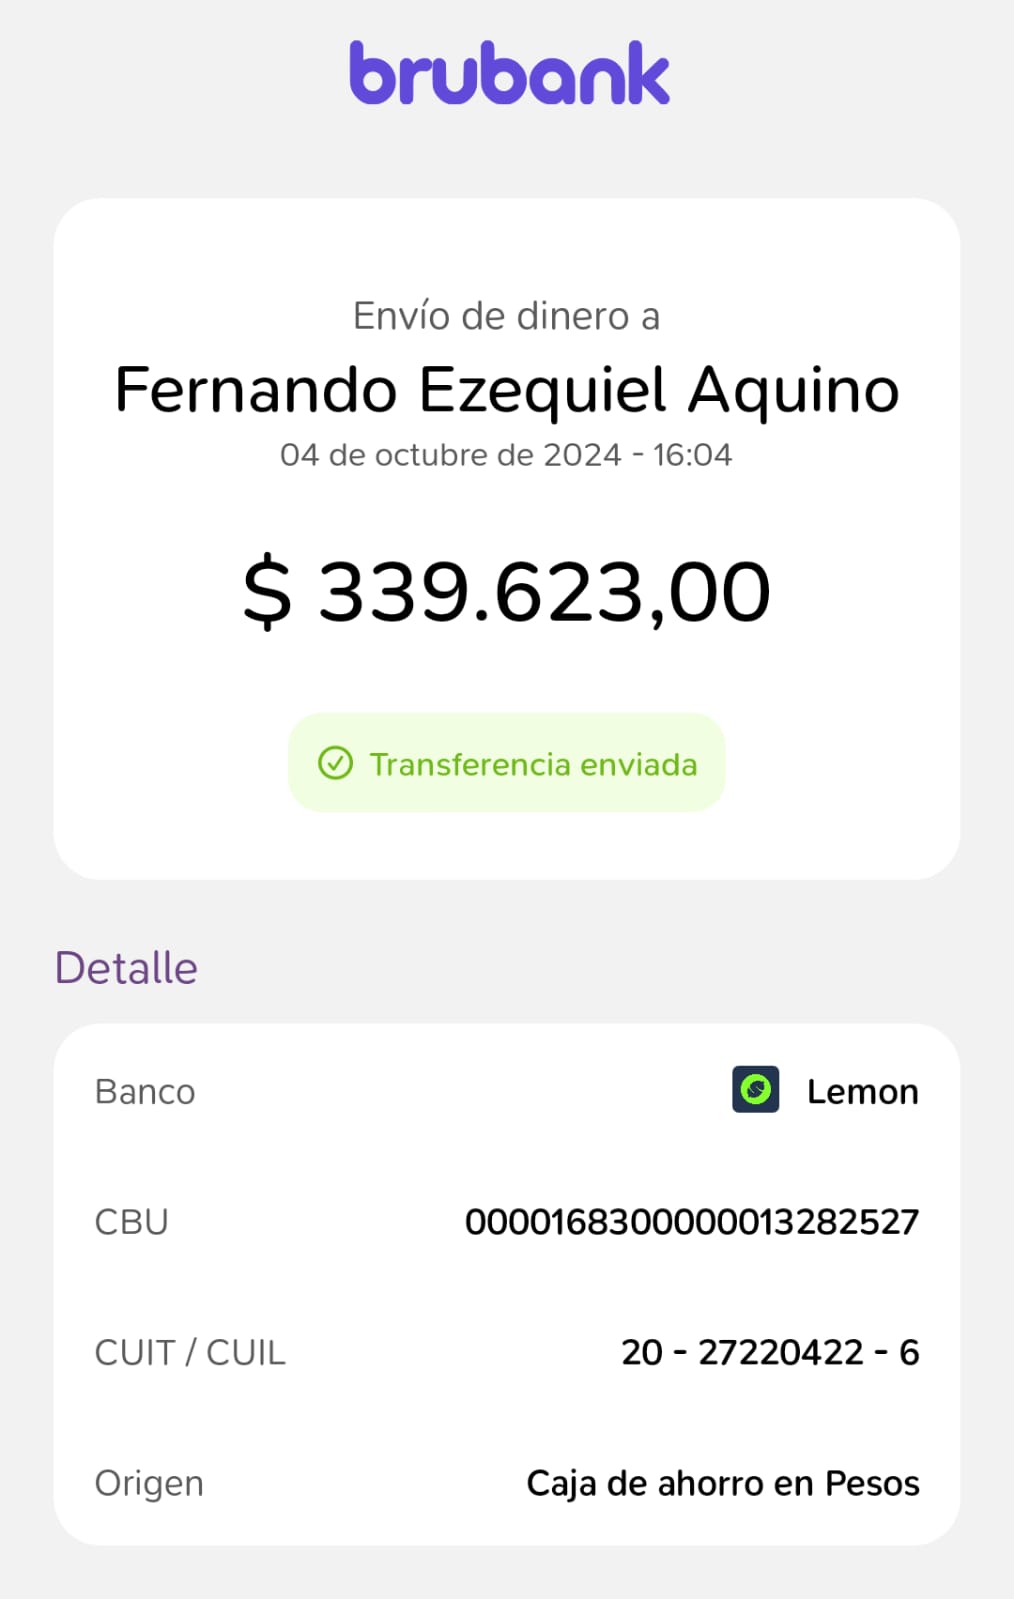 brubank
Envío de dinero a
Fernando Ezequiel Aquino
04 de octubre de 2024 - 16:04
$ 339.623,00
Transferencia enviada
Detalle
Banco Lemon
CBU 0000168300000013282527
CUIT / CUIL 20 - 27220422 - 6
Origen Caja de ahorro en Pesos